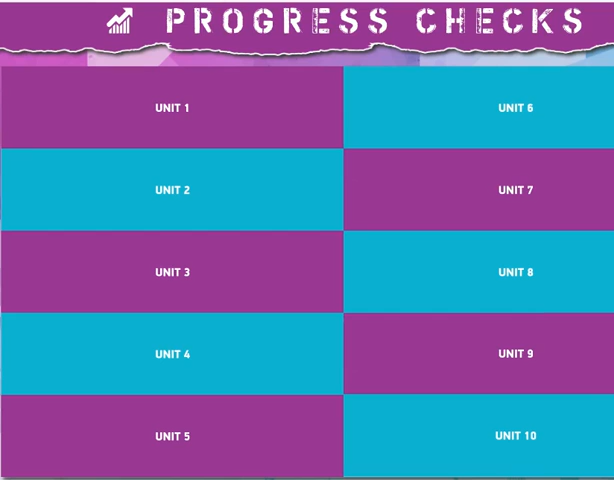 PROGRESS CHECKS
UNIT 1
UNIT 2
UNIT 3
UNIT 4
UNIT 5
UNIT 6
UNIT 7
UNIT 8
UNIT 9
UNIT 10